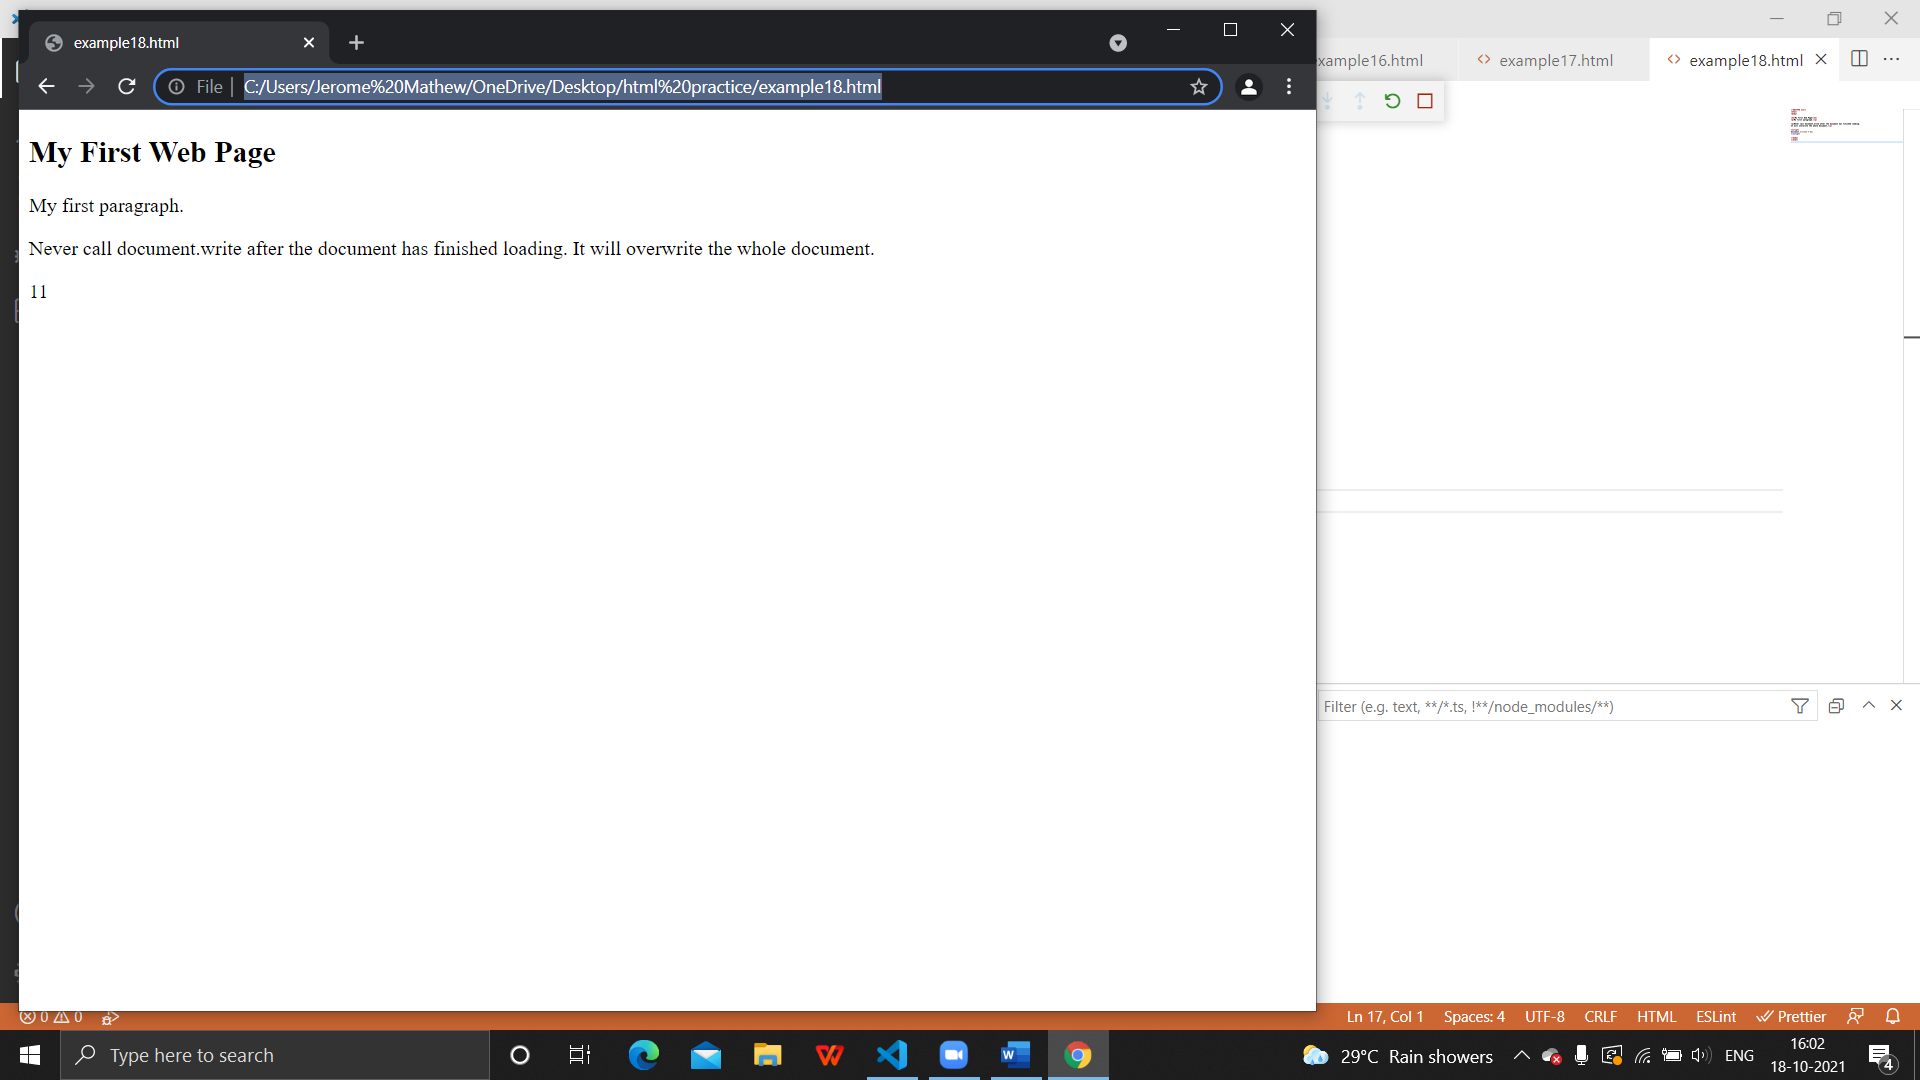 example18.html
File
C:/Users/Jerome%20Mathew/OneDrive/Desktop/html%20practice/example18.html
xample16.html
example17.html
example18.html
My First Web Page
My first paragraph.
Never call document.write after the document has finished loading. It will overwrite the whole document.
11
Filter (e.g. text, **/*.ts, !**/node_modules/**)
0 0
Ln 17, Col 1
Spaces: 4
UTF-8
CRLF
HTML
ESLint
Prettier
Type here to search
29°C Rain showers
ENG
16:02
18-10-2021
4